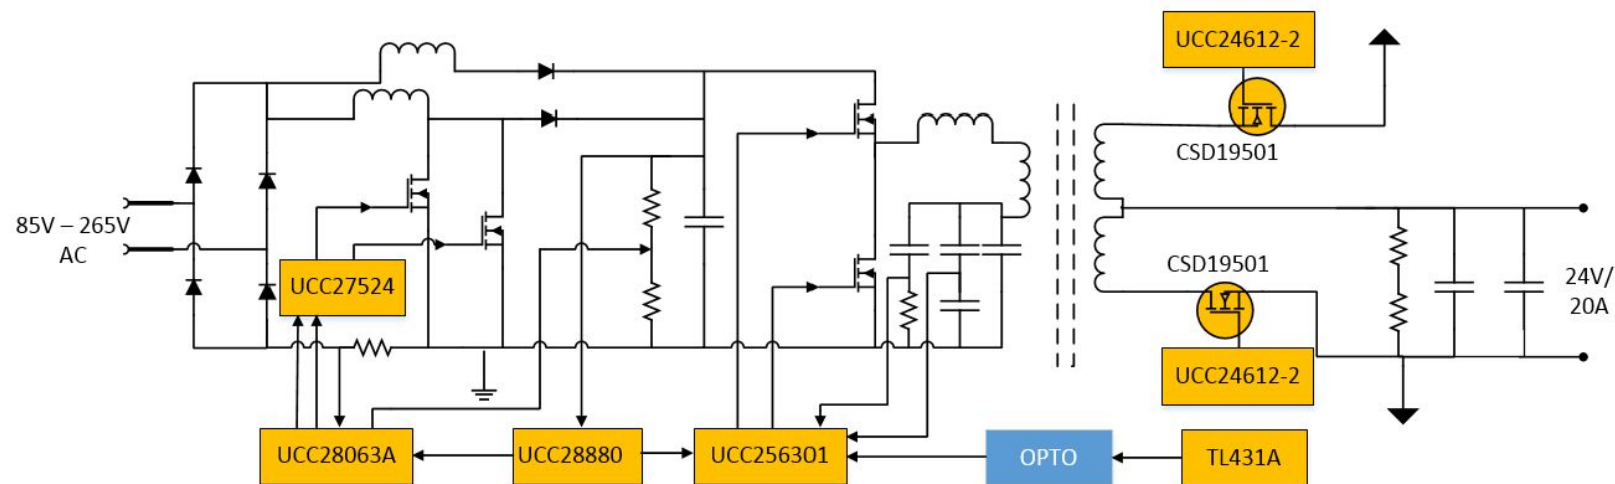 UCC24612-2
CSD19501
85V – 265V
AC
UCC27524
CSD19501
24V/
20A
UCC24612-2
UCC28063A
UCC28880
UCC256301
OPTO
TL431A